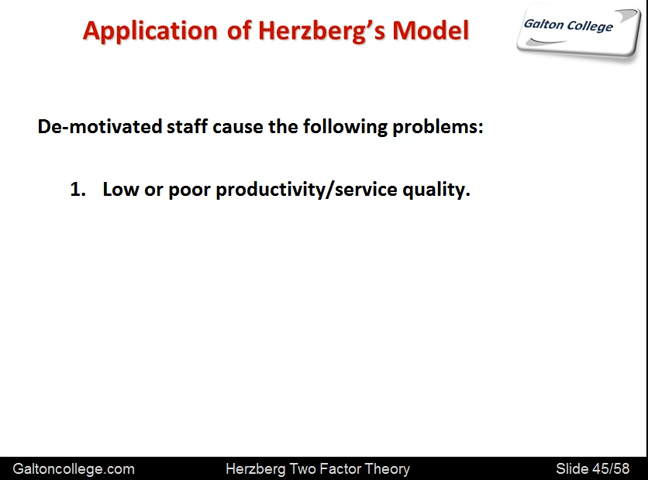 Application of Herzberg's Model
Galton College
De-motivated staff cause the following problems:
1. Low or poor productivity/service quality.
Galtoncollege.com Herzberg Two Factor Theory Slide 45/58